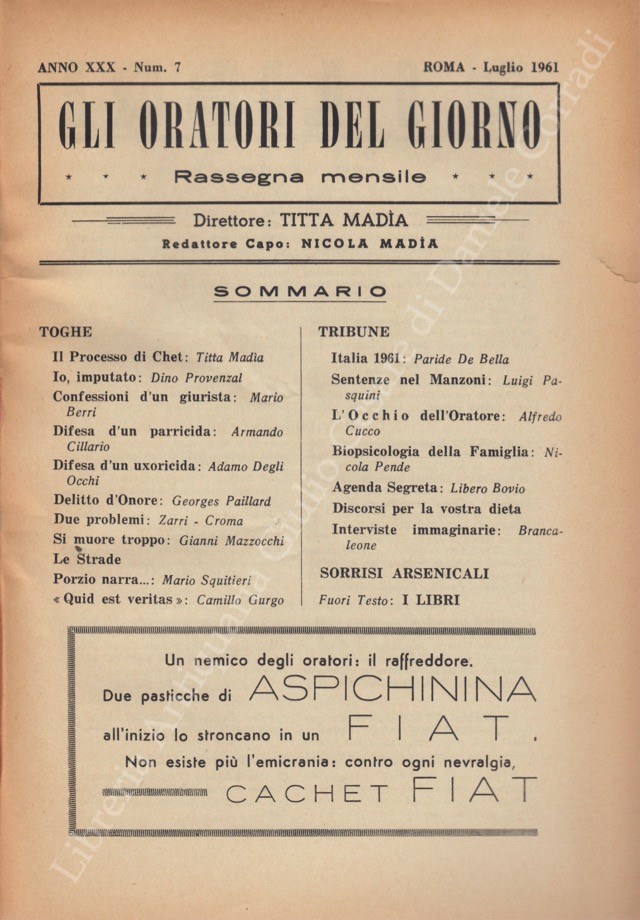 ANNO XXX - Num. 7
ROMA - Luglio 1961
GLI ORATORI DEL GIORNO
* * * Rassegna mensile * * *
Direttore: TITTA MADÌA
Redattore Capo: NICOLA MADÌA
SOMMARIO
TOGHE
Il Processo di Chet: Titta Madìa
Io, imputato: Dino Provenzal
Confessioni d'un giurista: Mario
Berri
Difesa d'un parricida: Armando
Cillario
Difesa d'un uxoricida: Adamo Degli
Occhi
Delitto d'Onore: Georges Paillard
Due problemi: Zarri - Croma
Si muore troppo: Gianni Mazzocchi
Le Strade
Porzio narra...: Mario Squitieri
« Quid est veritas »: Camillo Gurgo
TRIBUNE
Italia 1961: Paride De Bella
Sentenze nel Manzoni: Luigi Pa-
squini
L'Occhio dell'Oratore: Alfredo
Cucco
Biopsicologia della Famiglia: Ni-
cola Pende
Agenda Segreta: Libero Bovio
Discorsi per la vostra dieta
Interviste immaginarie: Branca-
leone
SORRISI ARSENICALI
Fuori Testo: I LIBRI
Un nemico degli oratori: il raffreddore.
Due pasticche di ASPICHININA
all'inizio lo stroncano in un FIAT.
Non esiste più l'emicrania: contro ogni nevralgia,
CACHET FIAT
Libreria Antiquaria Giulio Cesare di Daniele Corradi